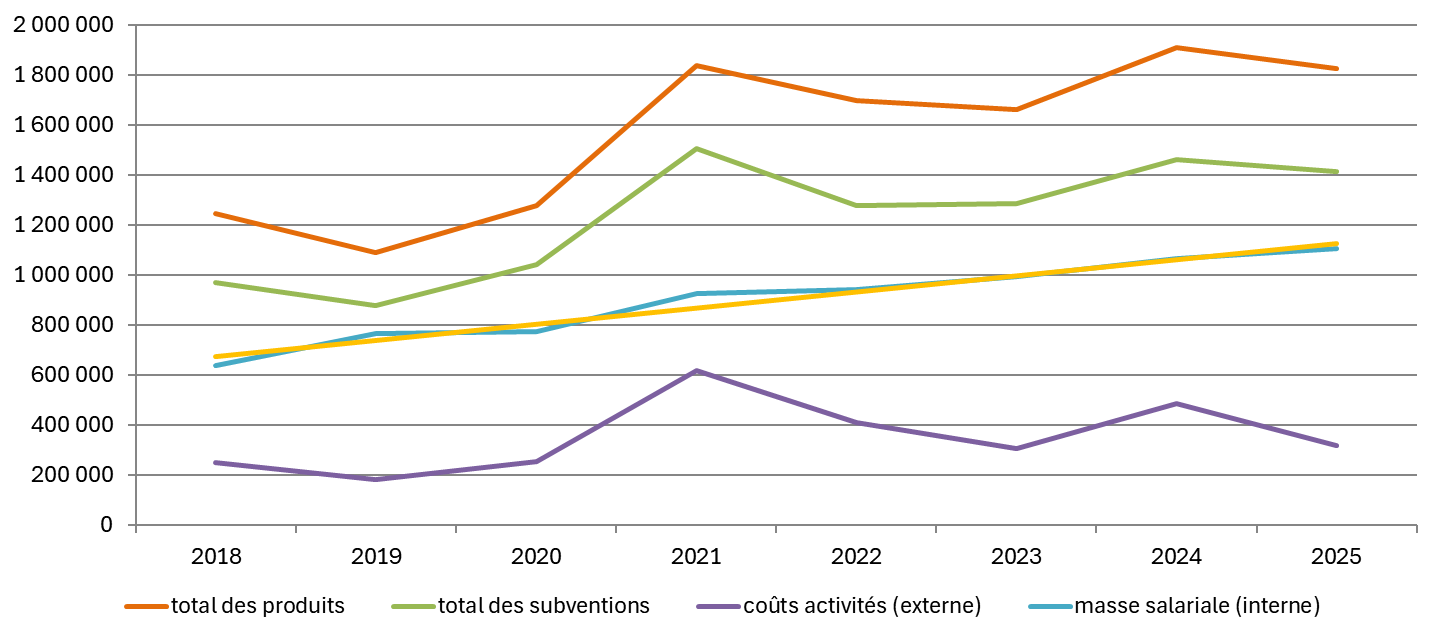 2 000 000
1 800 000
1 600 000
1 400 000
1 200 000
1 000 000
800 000
600 000
400 000
200 000
0
2018 2019 2020 2021 2022 2023 2024 2025
total des produits total des subventions coûts activités (externe) masse salariale (interne)